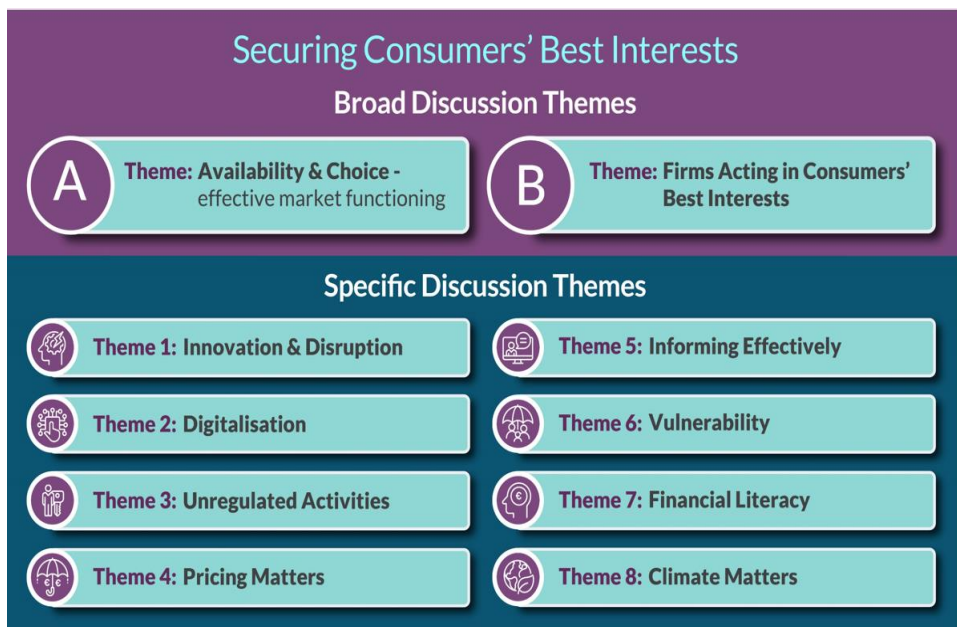 Securing Consumers’ Best Interests
Broad Discussion Themes
A
Theme: Availability & Choice -
effective market functioning
B
Theme: Firms Acting in Consumers’
Best Interests
Specific Discussion Themes
Theme 1: Innovation & Disruption
Theme 2: Digitalisation
Theme 3: Unregulated Activities
Theme 4: Pricing Matters
Theme 5: Informing Effectively
Theme 6: Vulnerability
Theme 7: Financial Literacy
Theme 8: Climate Matters